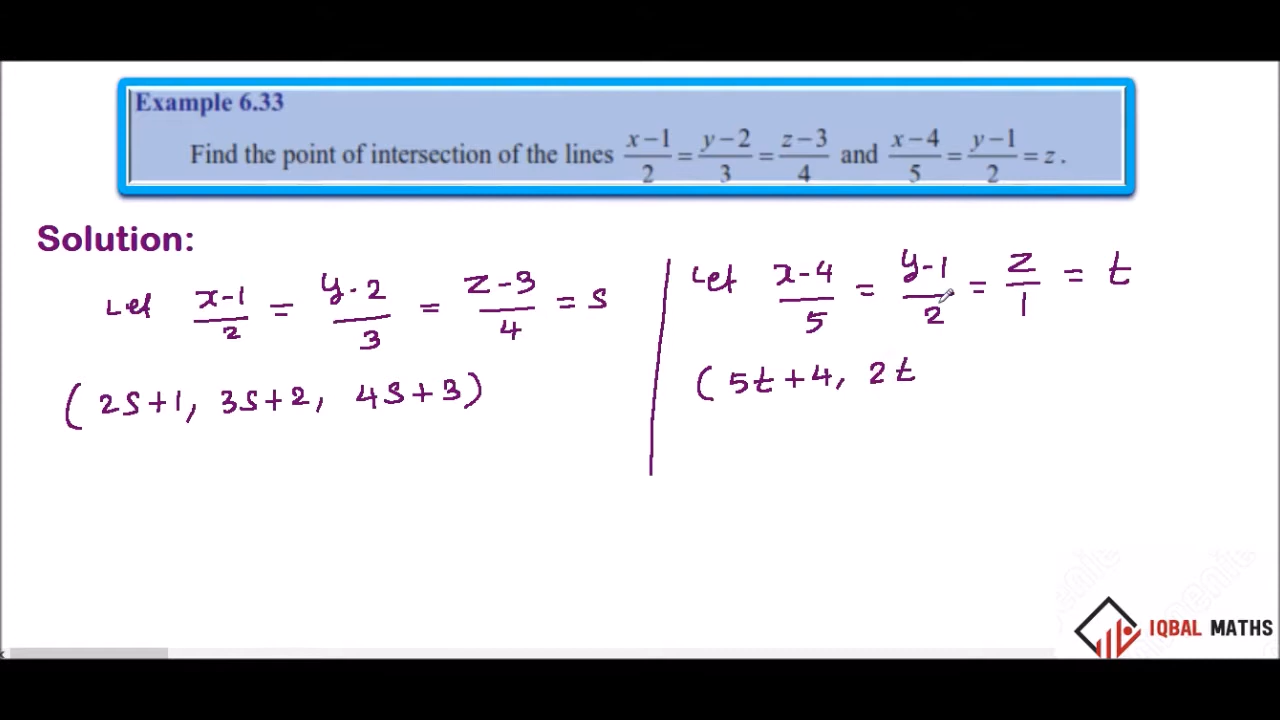 Example 6.33
Find the point of intersection of the lines (x−1)/2 = (y−2)/3 = (z−3)/4 and (x−4)/5 = (y−1)/2 = z.
Solution:
Let (x-1)/2 = (y-2)/3 = (z-3)/4 = s
(2s+1, 3s+2, 4s+3)
Let (x-4)/5 = (y-1)/2 = z/1 = t
(5t+4, 2t
IQBAL MATHS